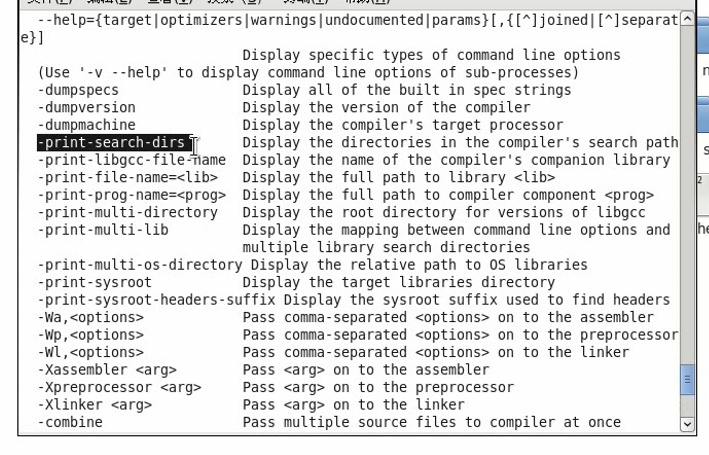 --help={target|optimizers|warnings|undocumented|params}[,{[^]joined|[^]separat
e}]
Display specific types of command line options
(Use '-v --help' to display command line options of sub-processes)
-dumpspecs Display all of the built in spec strings
-dumpversion Display the version of the compiler
-dumpmachine Display the compiler's target processor
-print-search-dirs Display the directories in the compiler's search path
-print-libgcc-file-name Display the name of the compiler's companion library
-print-file-name=<lib> Display the full path to library <lib>
-print-prog-name=<prog> Display the full path to compiler component <prog>
-print-multi-directory Display the root directory for versions of libgcc
-print-multi-lib Display the mapping between command line options and
multiple library search directories
-print-multi-os-directory Display the relative path to OS libraries
-print-sysroot Display the target libraries directory
-print-sysroot-headers-suffix Display the sysroot suffix used to find headers
-Wa,<options> Pass comma-separated <options> on to the assembler
-Wp,<options> Pass comma-separated <options> on to the preprocessor
-Wl,<options> Pass comma-separated <options> on to the linker
-Xassembler <arg> Pass <arg> on to the assembler
-Xpreprocessor <arg> Pass <arg> on to the preprocessor
-Xlinker <arg> Pass <arg> on to the linker
-combine Pass multiple source files to compiler at once